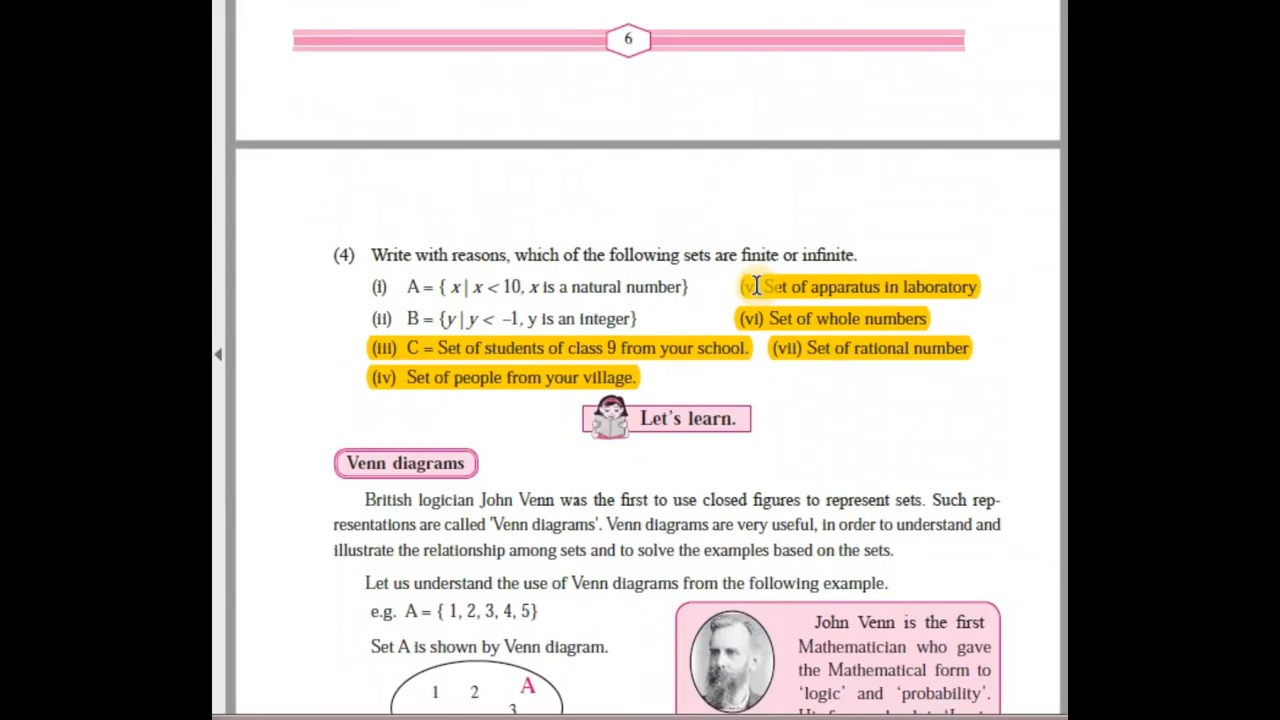 6
(4) Write with reasons, which of the following sets are finite or infinite.
(i) A = { x | x < 10, x is a natural number} (v) Set of apparatus in laboratory
(ii) B = {y | y < -1, y is an integer} (vi) Set of whole numbers
(iii) C = Set of students of class 9 from your school. (vii) Set of rational number
(iv) Set of people from your village.
Let's learn.
Venn diagrams
British logician John Venn was the first to use closed figures to represent sets. Such rep-
resentations are called 'Venn diagrams'. Venn diagrams are very useful, in order to understand and
illustrate the relationship among sets and to solve the examples based on the sets.
Let us understand the use of Venn diagrams from the following example.
e.g. A = { 1, 2, 3, 4, 5}
Set A is shown by Venn diagram.
1 2 A
3
John Venn is the first
Mathematician who gave
the Mathematical form to
'logic' and 'probability'.